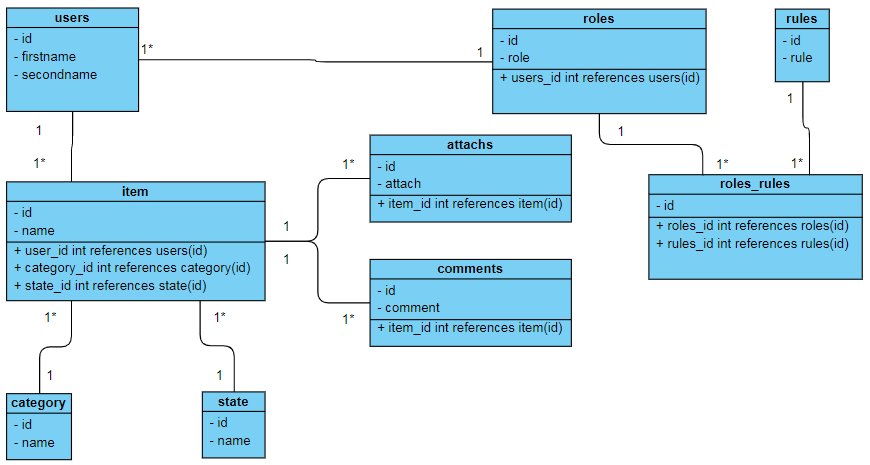 users
- id
- firstname
- secondname
1*
1
roles
- id
- role
+ users_id int references users(id)
rules
- id
- rule
1
1*
1
1*
1
1*
roles_rules
- id
+ roles_id int references roles(id)
+ rules_id int references rules(id)
item
- id
- name
+ user_id int references users(id)
+ category_id int references category(id)
+ state_id int references state(id)
1
1*
attachs
- id
- attach
+ item_id int references item(id)
1
1*
comments
- id
- comment
+ item_id int references item(id)
1*
1
category
- id
- name
1*
1
state
- id
- name